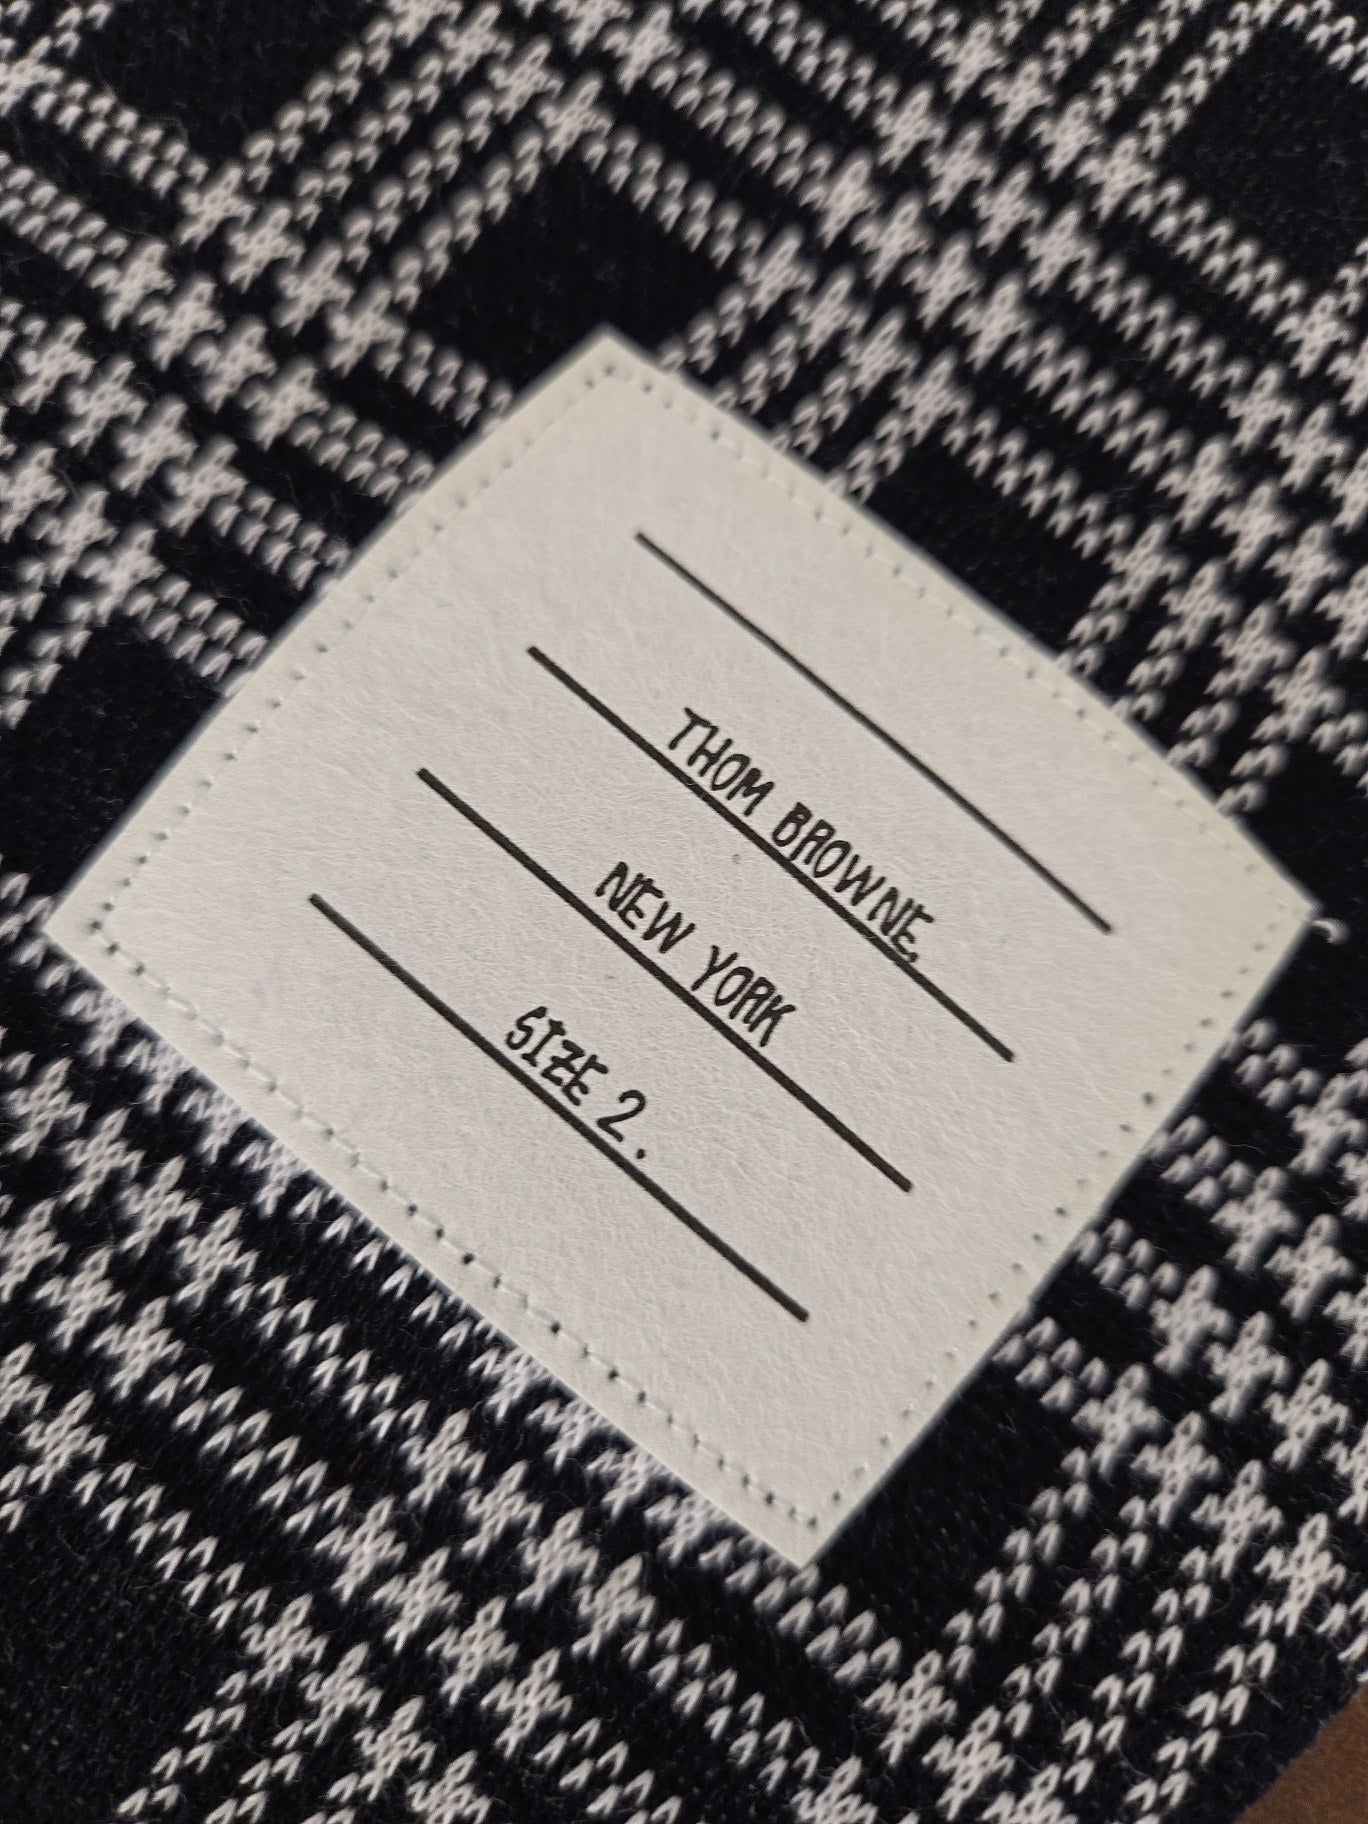 THOM BROWNE.
NEW YORK
SIZE 2.